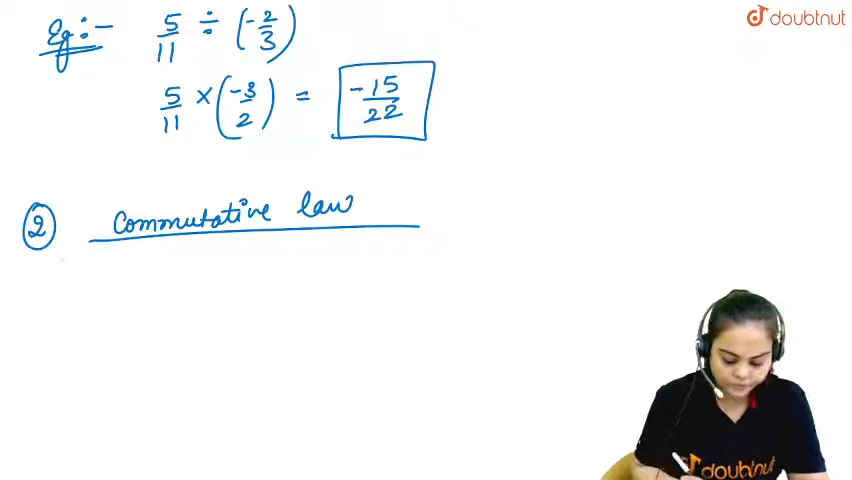 doubtnut
Eg :- 5/11 ÷ (-2/3)
5/11 × (-3/2) = -15/22
② Commutative law
doubtnut